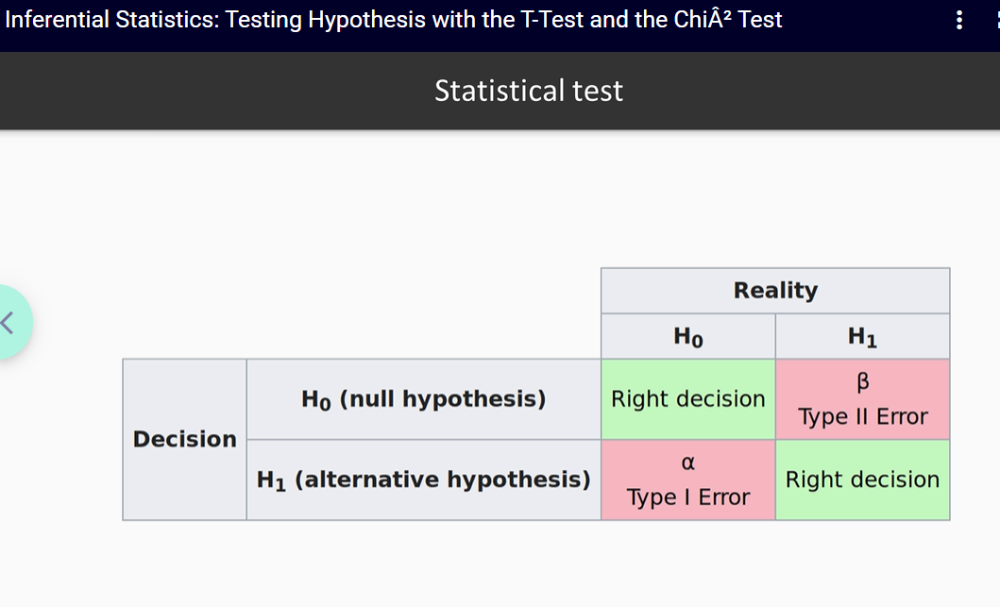 Inferential Statistics: Testing Hypothesis with the T-Test and the ChiÂ² Test
Statistical test
Reality
H₀ H₁
Decision
H₀ (null hypothesis) Right decision
β
Type II Error
H₁ (alternative hypothesis)
α
Type I Error
Right decision